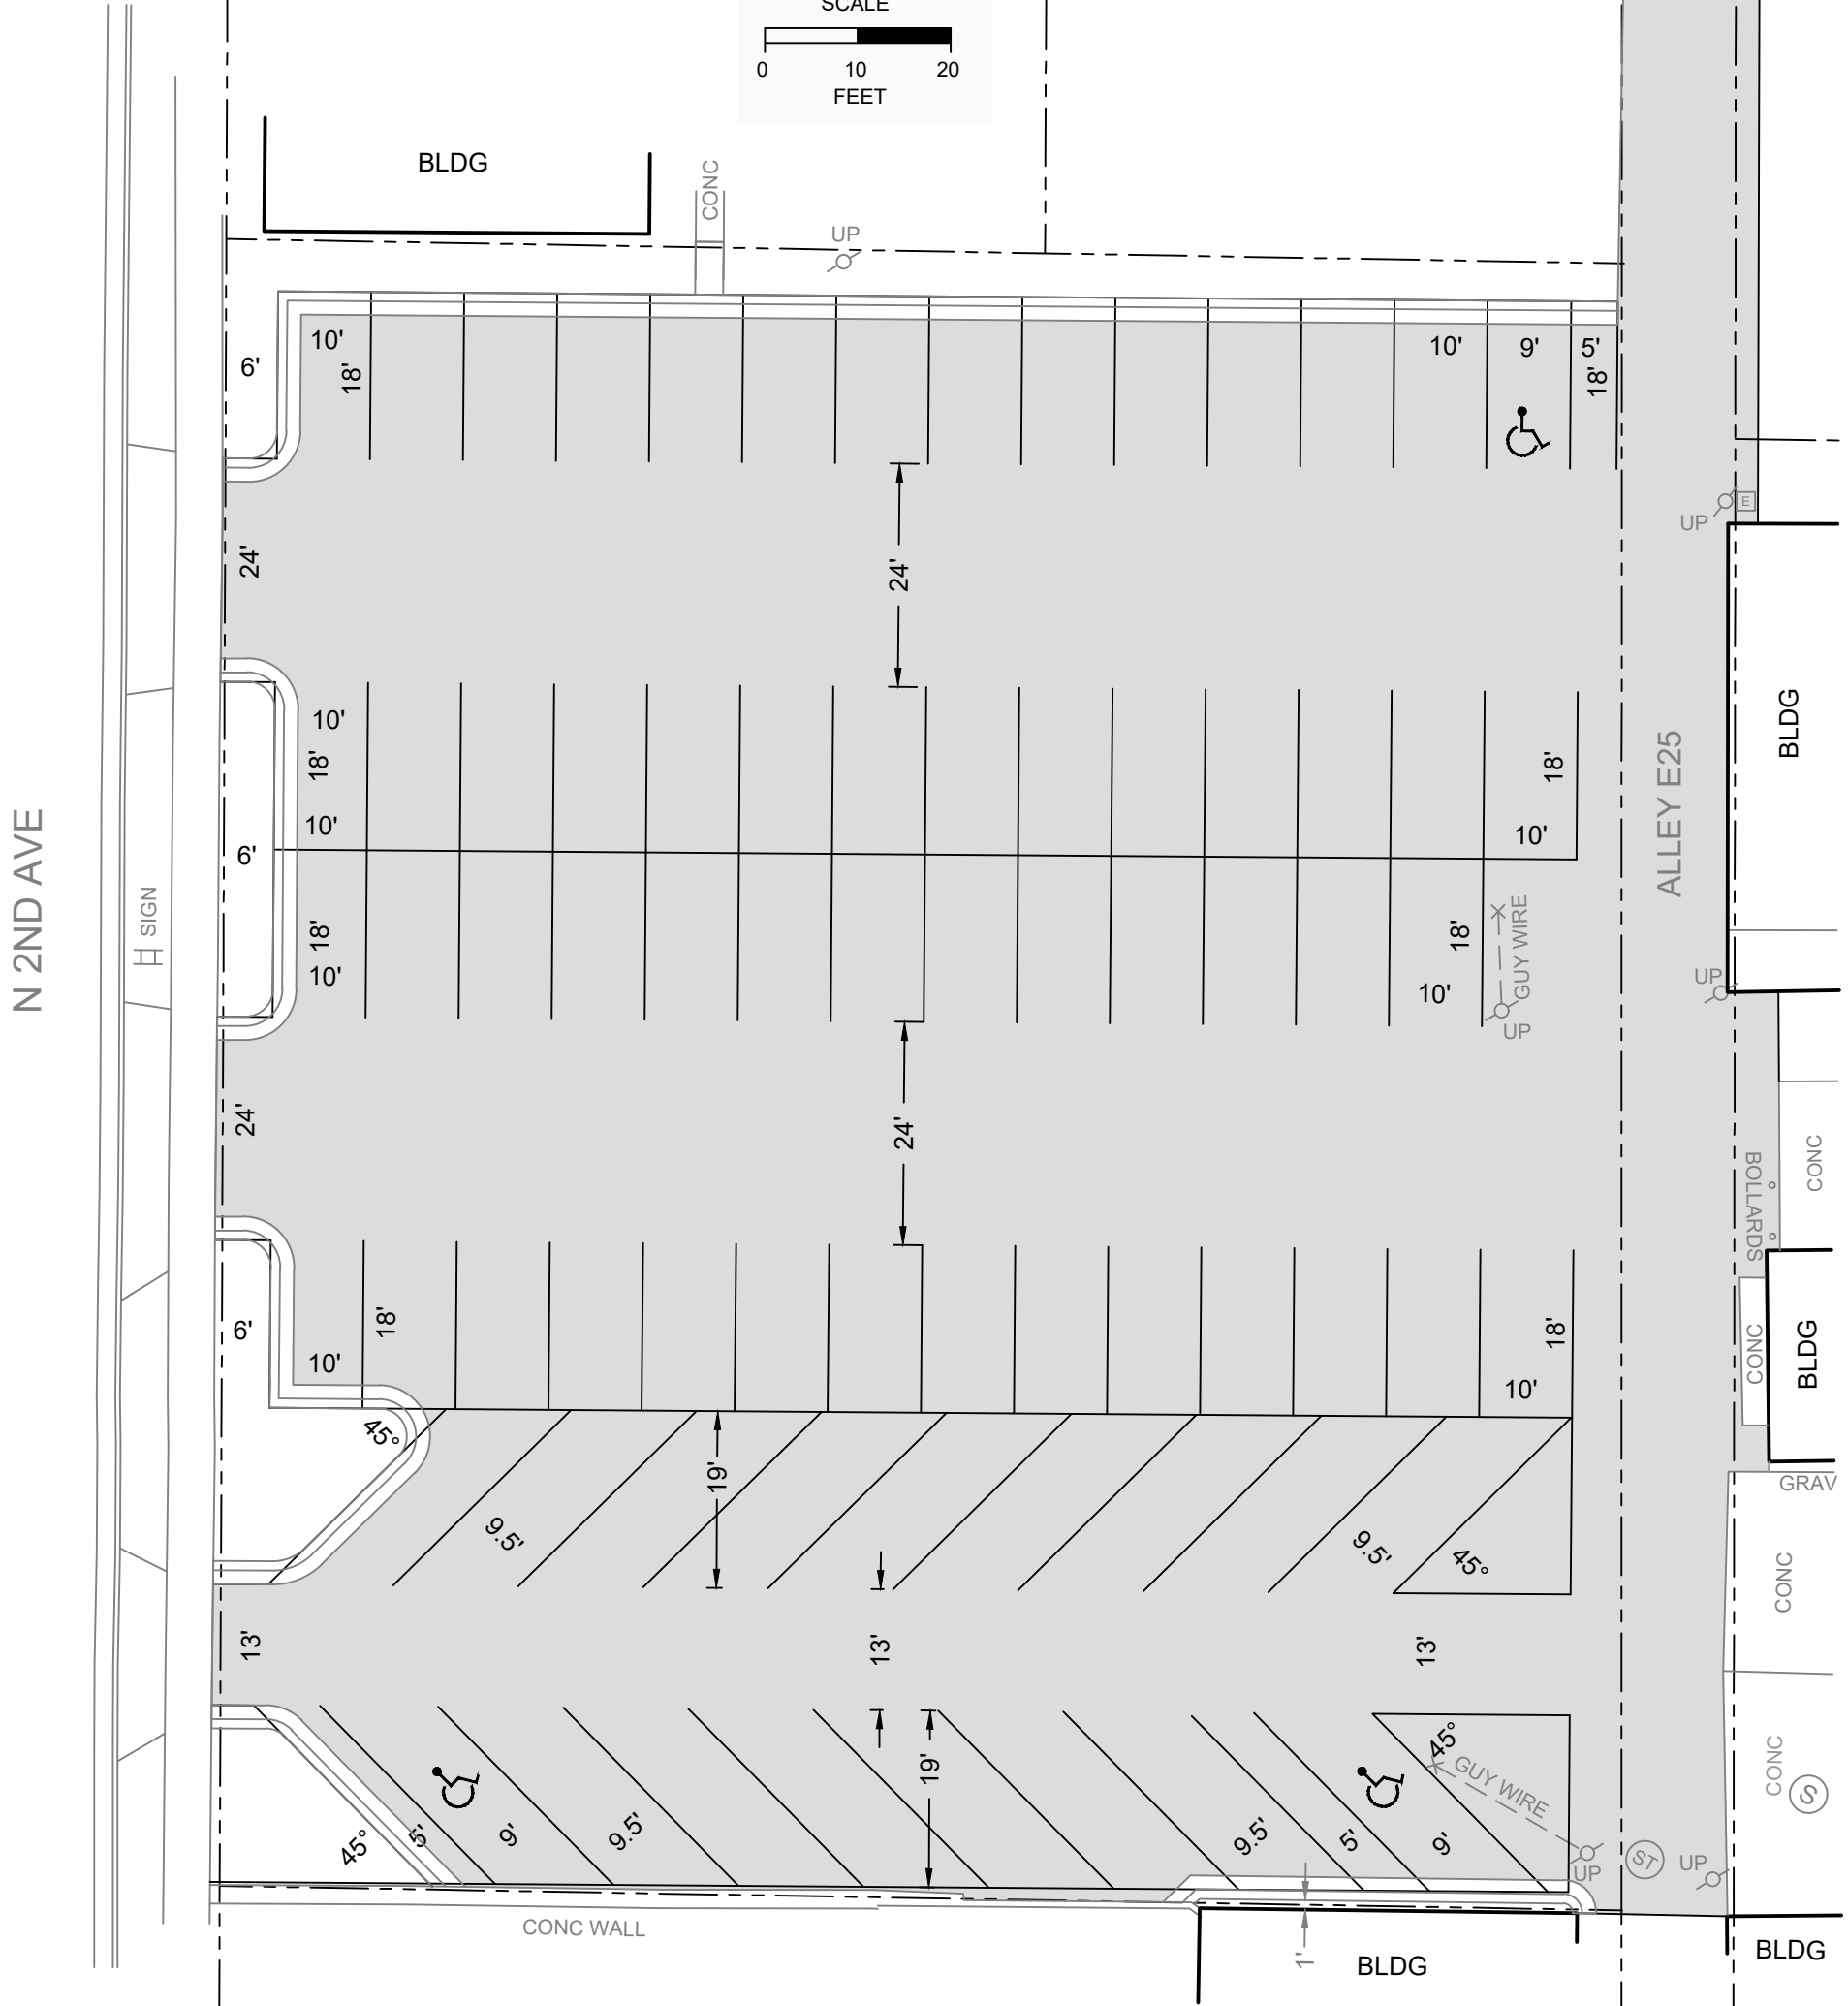 SCALE
0 10 20
FEET
BLDG
CONC
UP
10'
6'
18'
10'
9'
5'
18'
E
UP
24'
24'
10'
18'
18'
BLDG
ALLEY E25
10'
10'
6'
N 2ND AVE
SIGN
18'
18'
GUY WIRE
10'
10'
UP
UP
24'
24'
BOLLARDS
CONC
6'
18'
18'
CONC
BLDG
10'
10'
45°
19'
GRAV
9.5'
9.5'
45°
CONC
13'
13'
13'
45°
19'
GUY WIRE
CONC
S
45°
5'
9'
9.5'
9.5'
5'
9'
UP
ST
UP
CONC WALL
1'
BLDG
BLDG